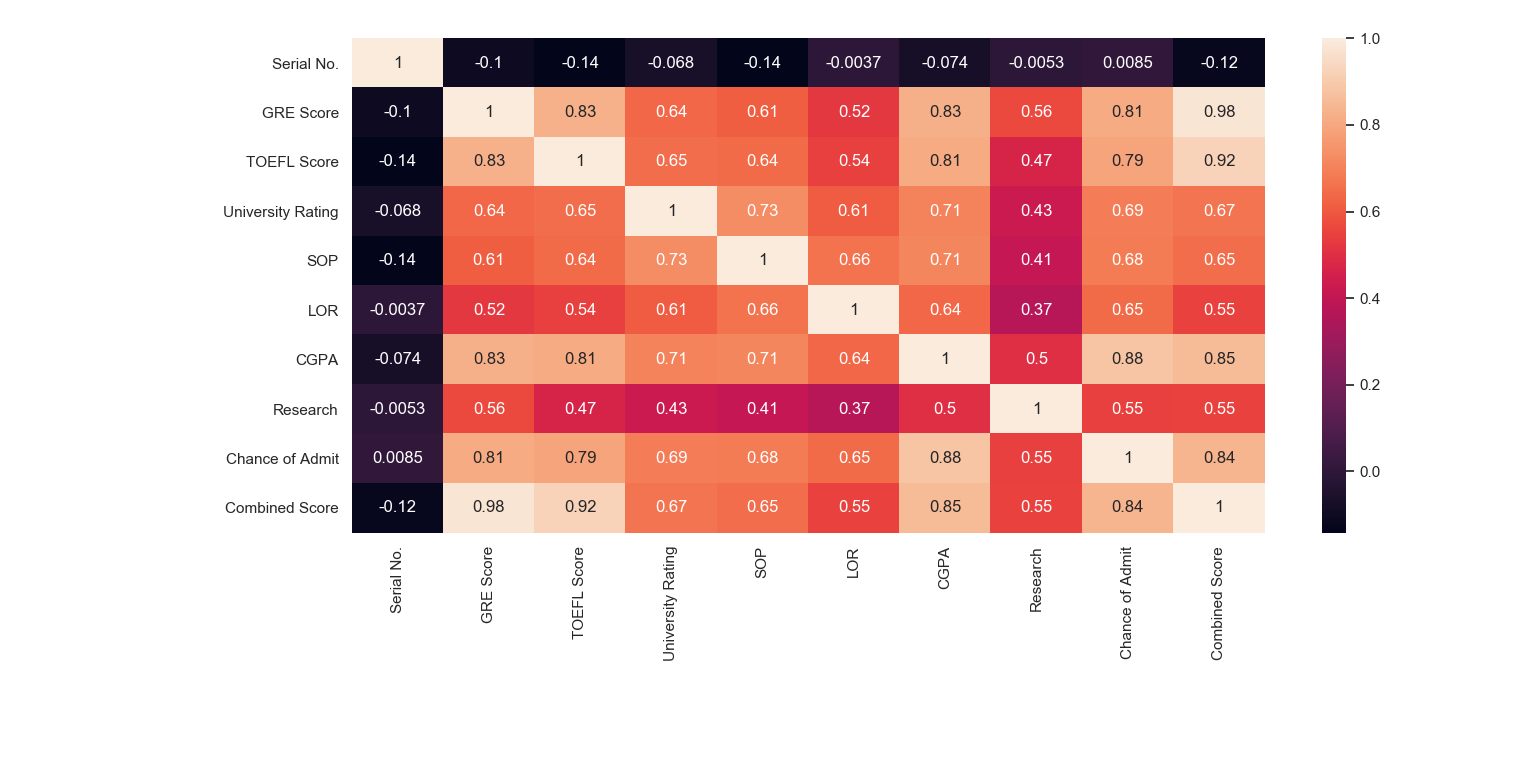 Serial No. 1 -0.1 -0.14 -0.068 -0.14 -0.0037 -0.074 -0.0053 0.0085 -0.12
GRE Score -0.1 1 0.83 0.64 0.61 0.52 0.83 0.56 0.81 0.98
TOEFL Score -0.14 0.83 1 0.65 0.64 0.54 0.81 0.47 0.79 0.92
University Rating -0.068 0.64 0.65 1 0.73 0.61 0.71 0.43 0.69 0.67
SOP -0.14 0.61 0.64 0.73 1 0.66 0.71 0.41 0.68 0.65
LOR -0.0037 0.52 0.54 0.61 0.66 1 0.64 0.37 0.65 0.55
CGPA -0.074 0.83 0.81 0.71 0.71 0.64 1 0.5 0.88 0.85
Research -0.0053 0.56 0.47 0.43 0.41 0.37 0.5 1 0.55 0.55
Chance of Admit 0.0085 0.81 0.79 0.69 0.68 0.65 0.88 0.55 1 0.84
Combined Score -0.12 0.98 0.92 0.67 0.65 0.55 0.85 0.55 0.84 1
Serial No.
GRE Score
TOEFL Score
University Rating
SOP
LOR
CGPA
Research
Chance of Admit
Combined Score
1.0
0.8
0.6
0.4
0.2
0.0